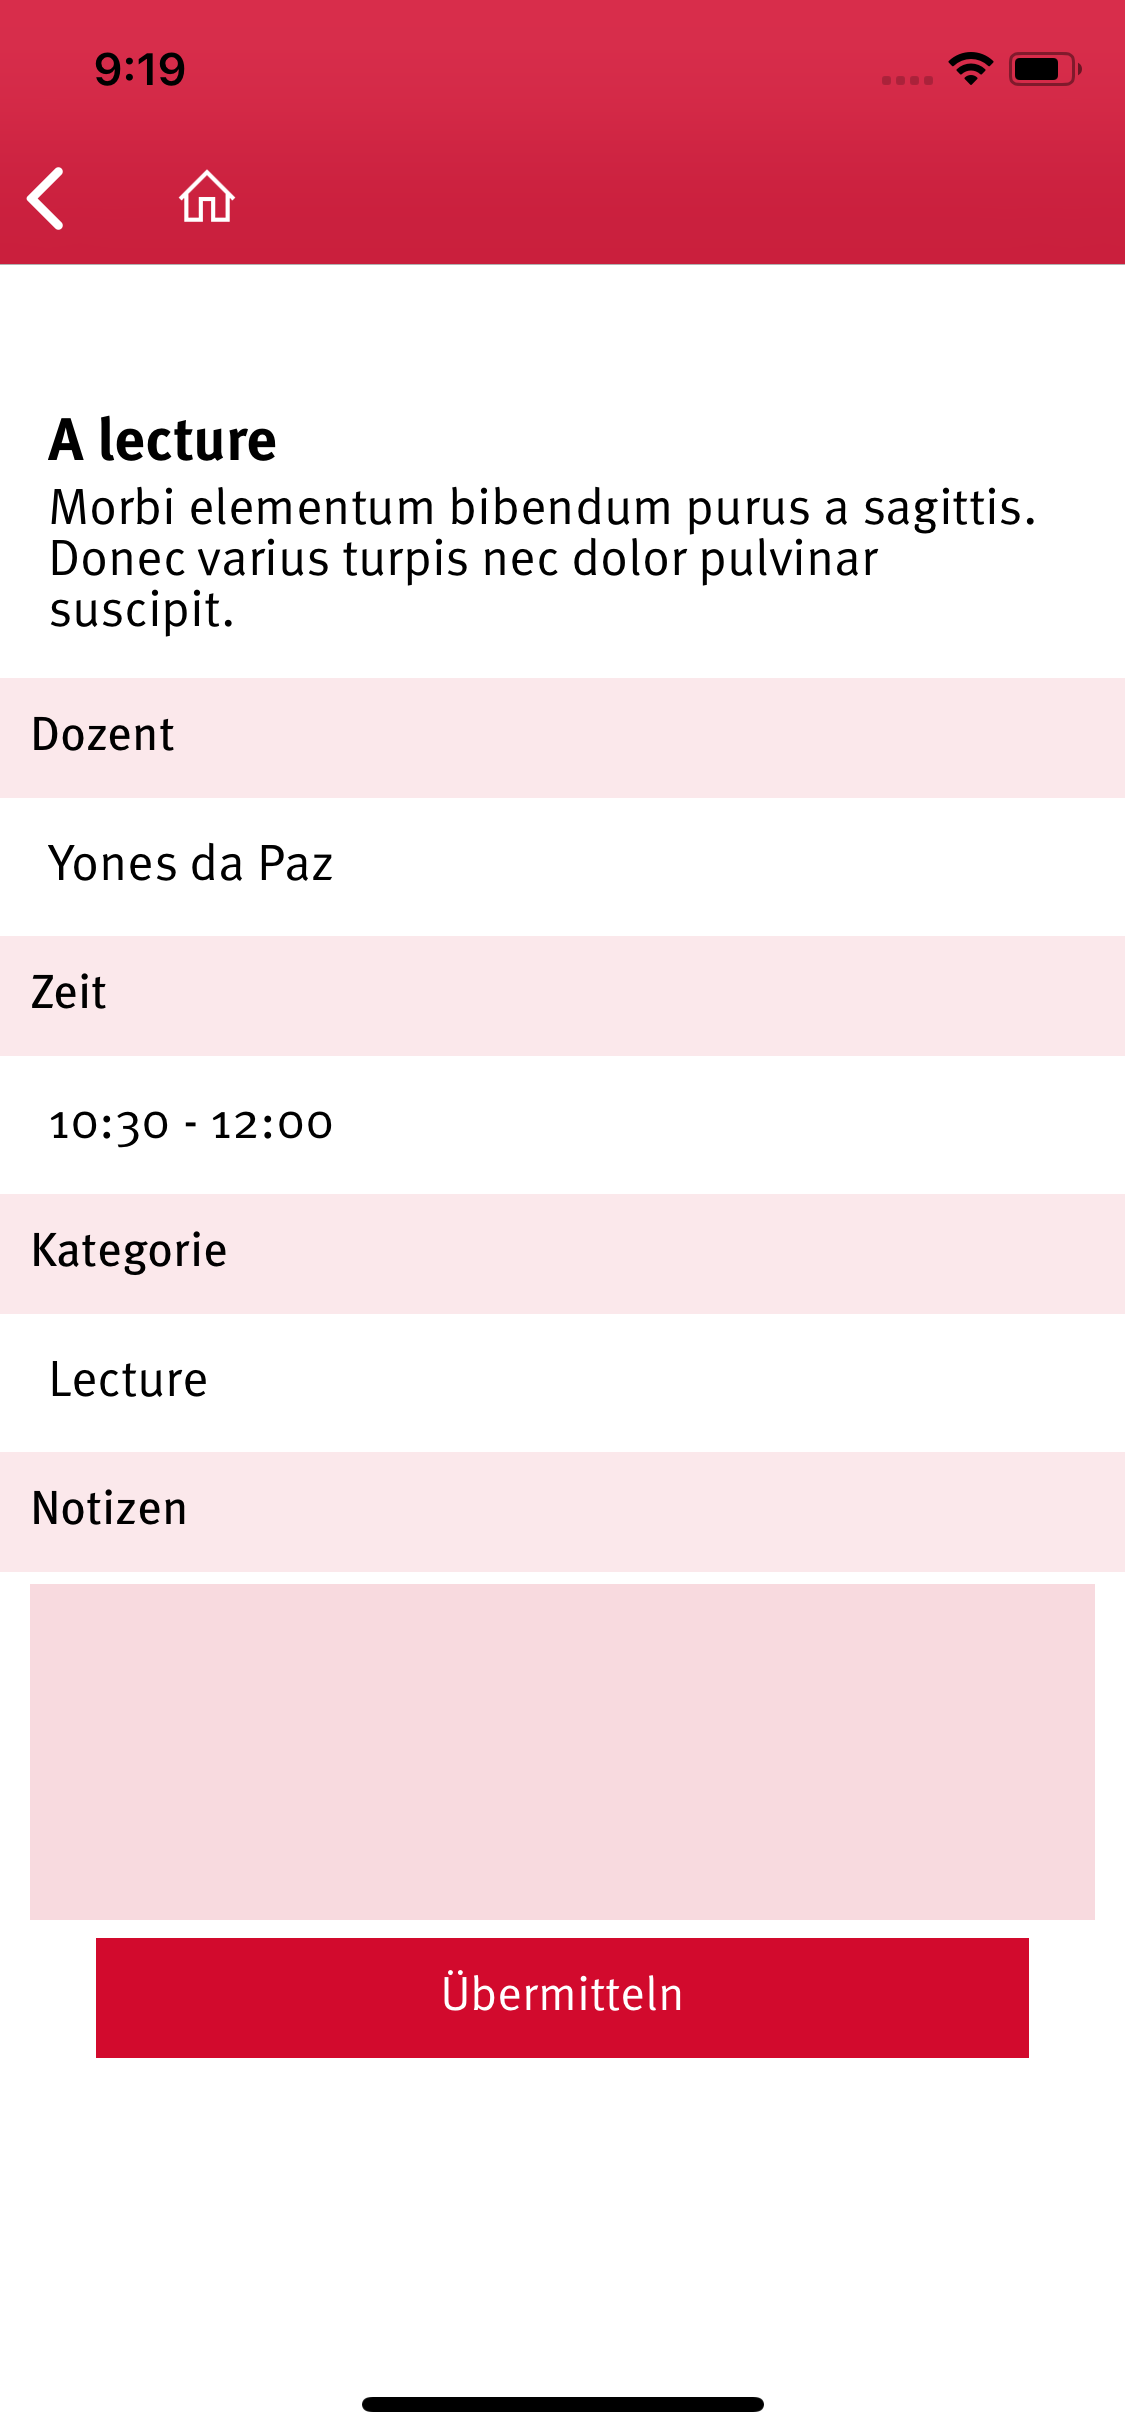 9:19
A lecture
Morbi elementum bibendum purus a sagittis.
Donec varius turpis nec dolor pulvinar
suscipit.
Dozent
Yones da Paz
Zeit
10:30 - 12:00
Kategorie
Lecture
Notizen
Übermitteln